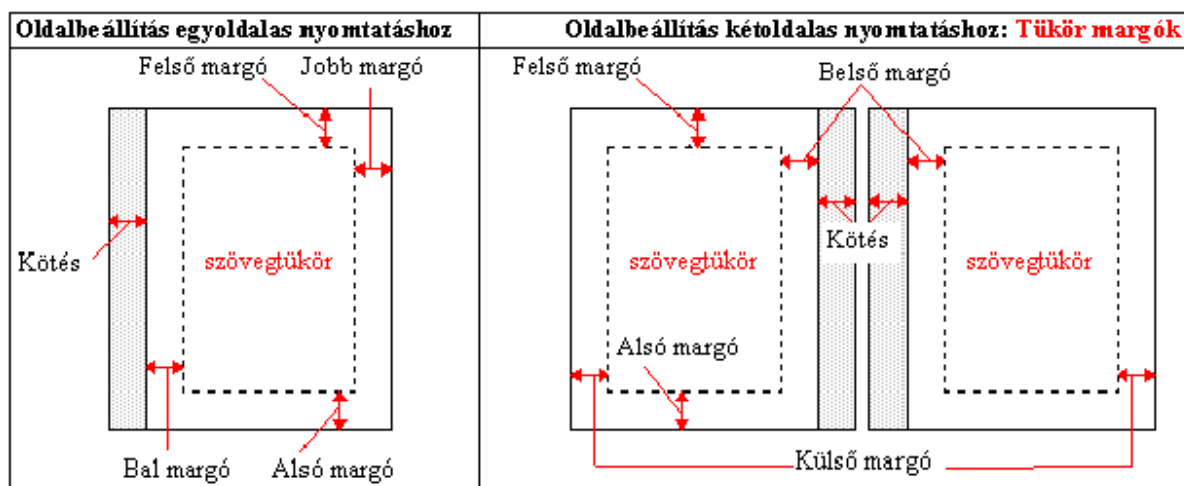 Oldalbeállítás egyoldalas nyomtatáshoz
Oldalbeállítás kétoldalas nyomtatáshoz: Tükör margók
Felső margó
Jobb margó
Kötés
szövegtükör
Bal margó
Alsó margó
Felső margó
Belső margó
Kötés
szövegtükör
szövegtükör
Alsó margó
Külső margó